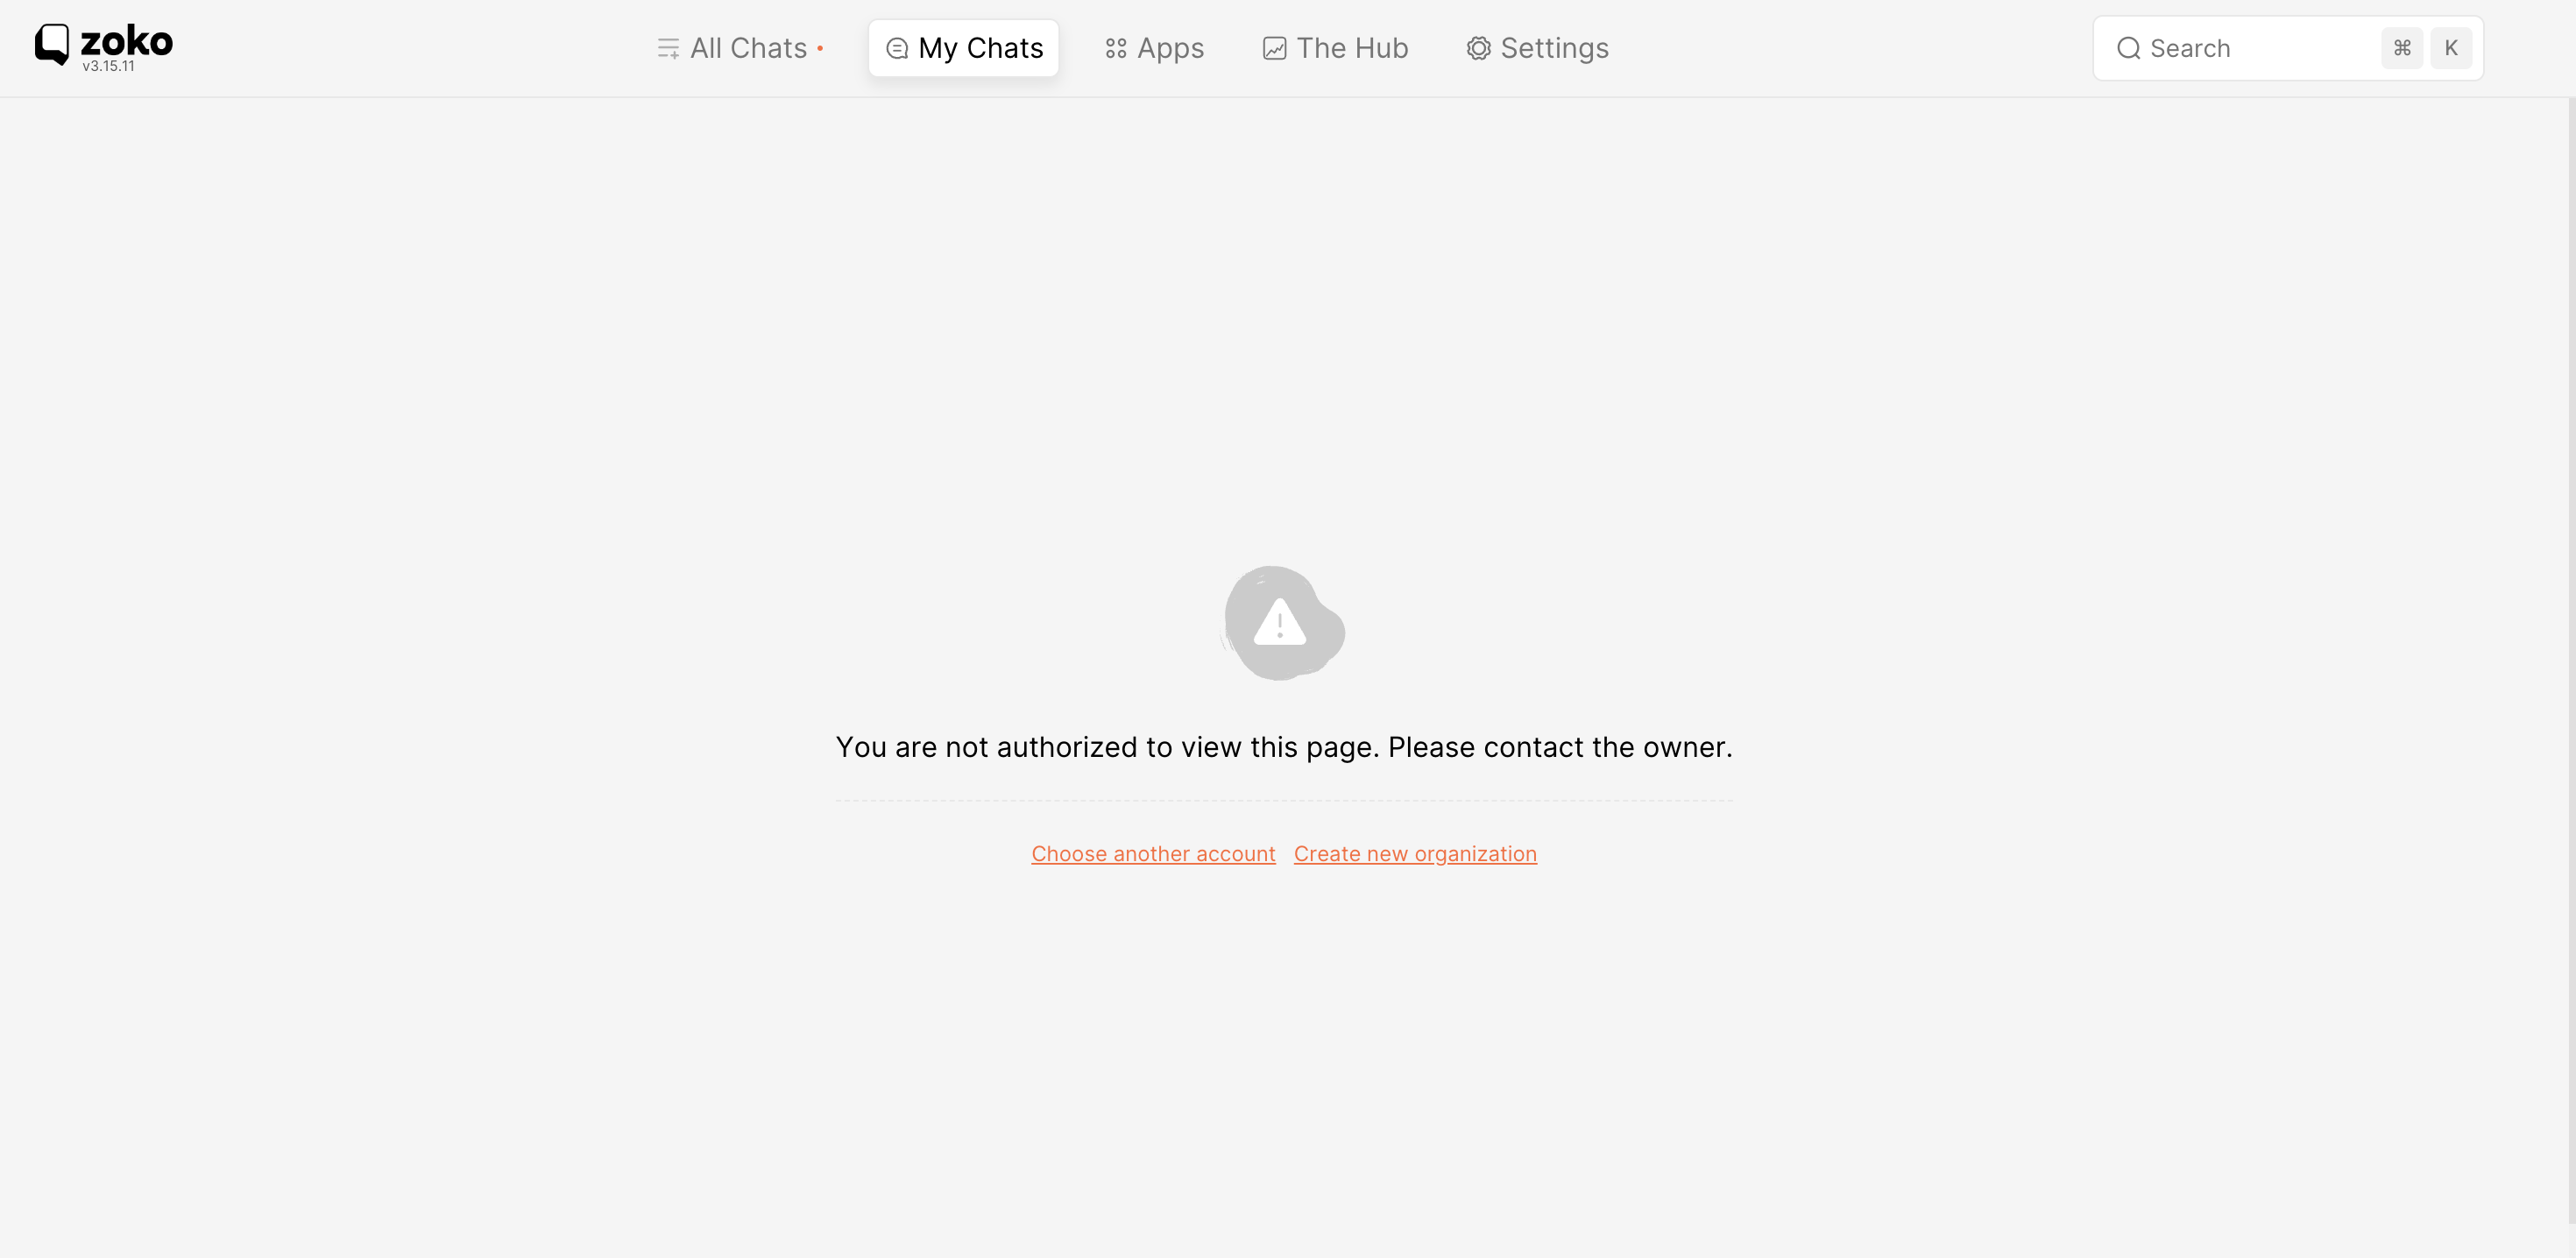 zoko
v3.15.11
All Chats
My Chats
Apps
The Hub
Settings
Search
⌘ K
You are not authorized to view this page. Please contact the owner.
Choose another account Create new organization